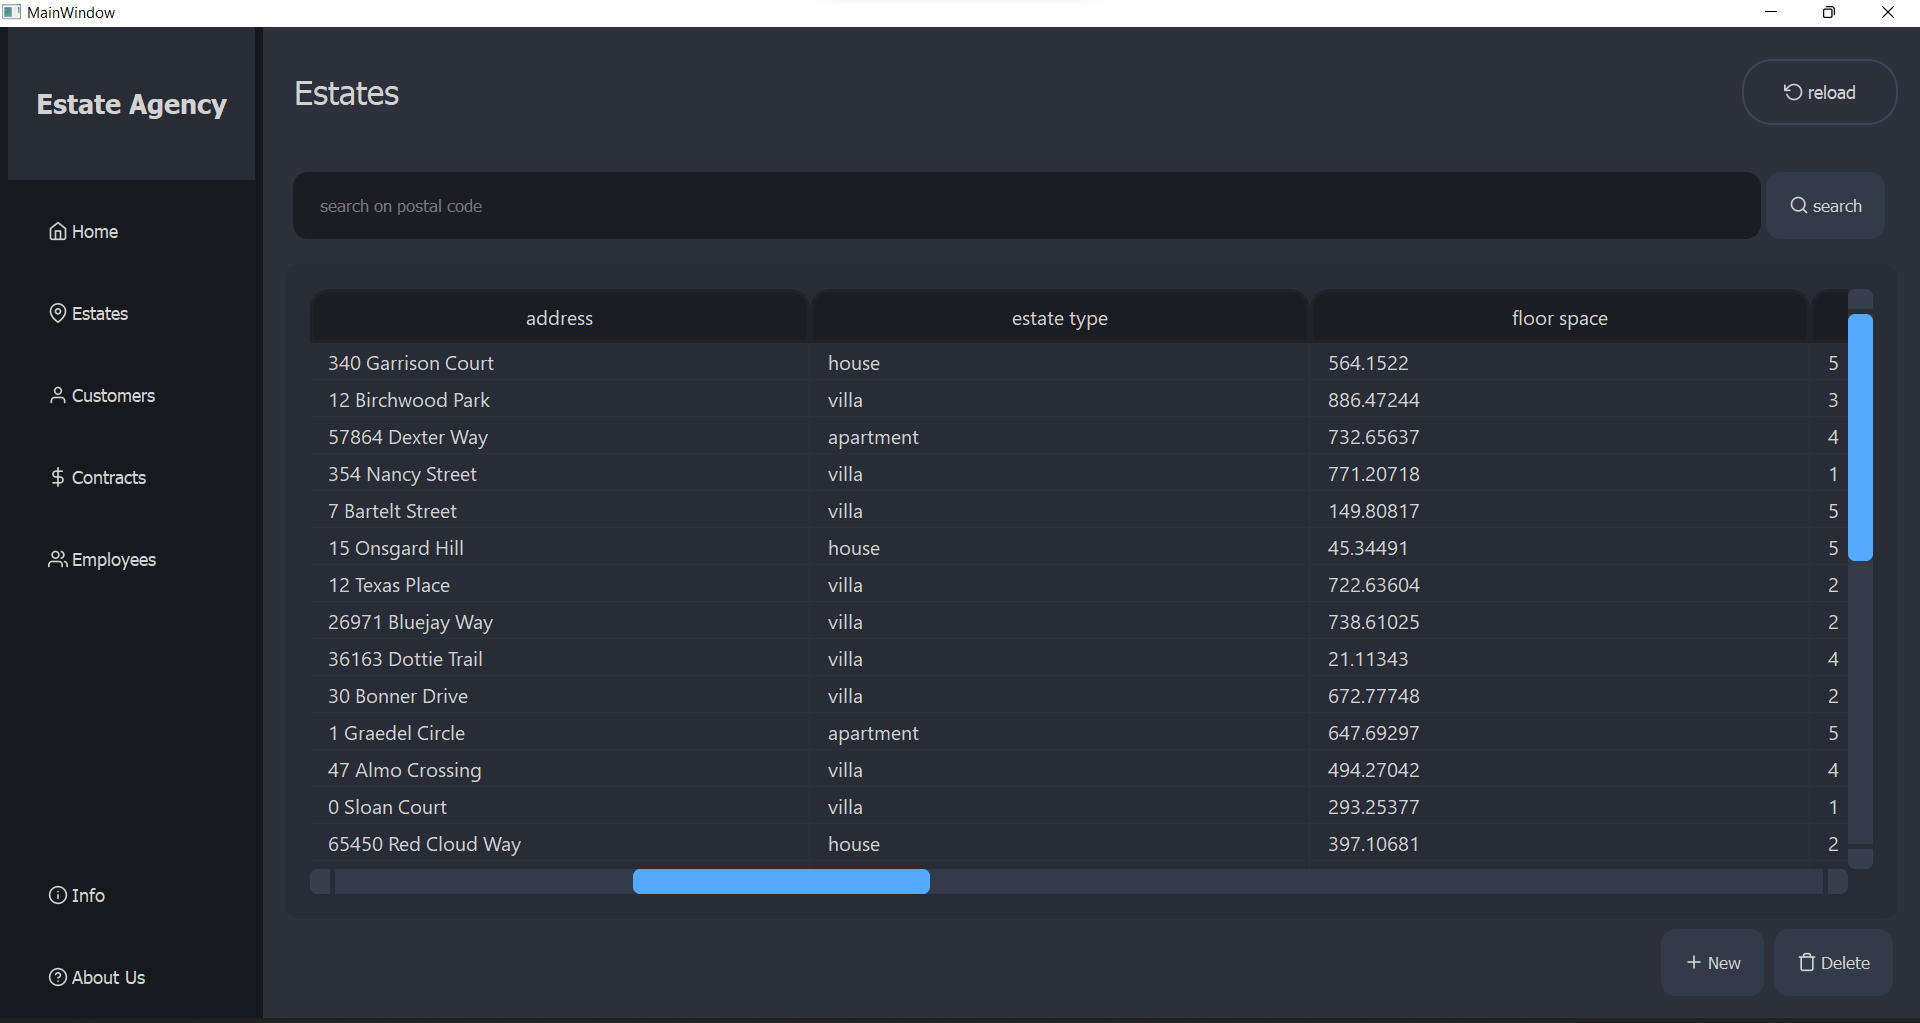 MainWindow
Estate Agency
Home
Estates
Customers
Contracts
Employees
Info
About Us
Estates
reload
search on postal code
search
address estate type floor space
340 Garrison Court house 564.1522 5
12 Birchwood Park villa 886.47244 3
57864 Dexter Way apartment 732.65637 4
354 Nancy Street villa 771.20718 1
7 Bartelt Street villa 149.80817 5
15 Onsgard Hill house 45.34491 5
12 Texas Place villa 722.63604 2
26971 Bluejay Way villa 738.61025 2
36163 Dottie Trail villa 21.11343 4
30 Bonner Drive villa 672.77748 2
1 Graedel Circle apartment 647.69297 5
47 Almo Crossing villa 494.27042 4
0 Sloan Court villa 293.25377 1
65450 Red Cloud Way house 397.10681 2
New
Delete